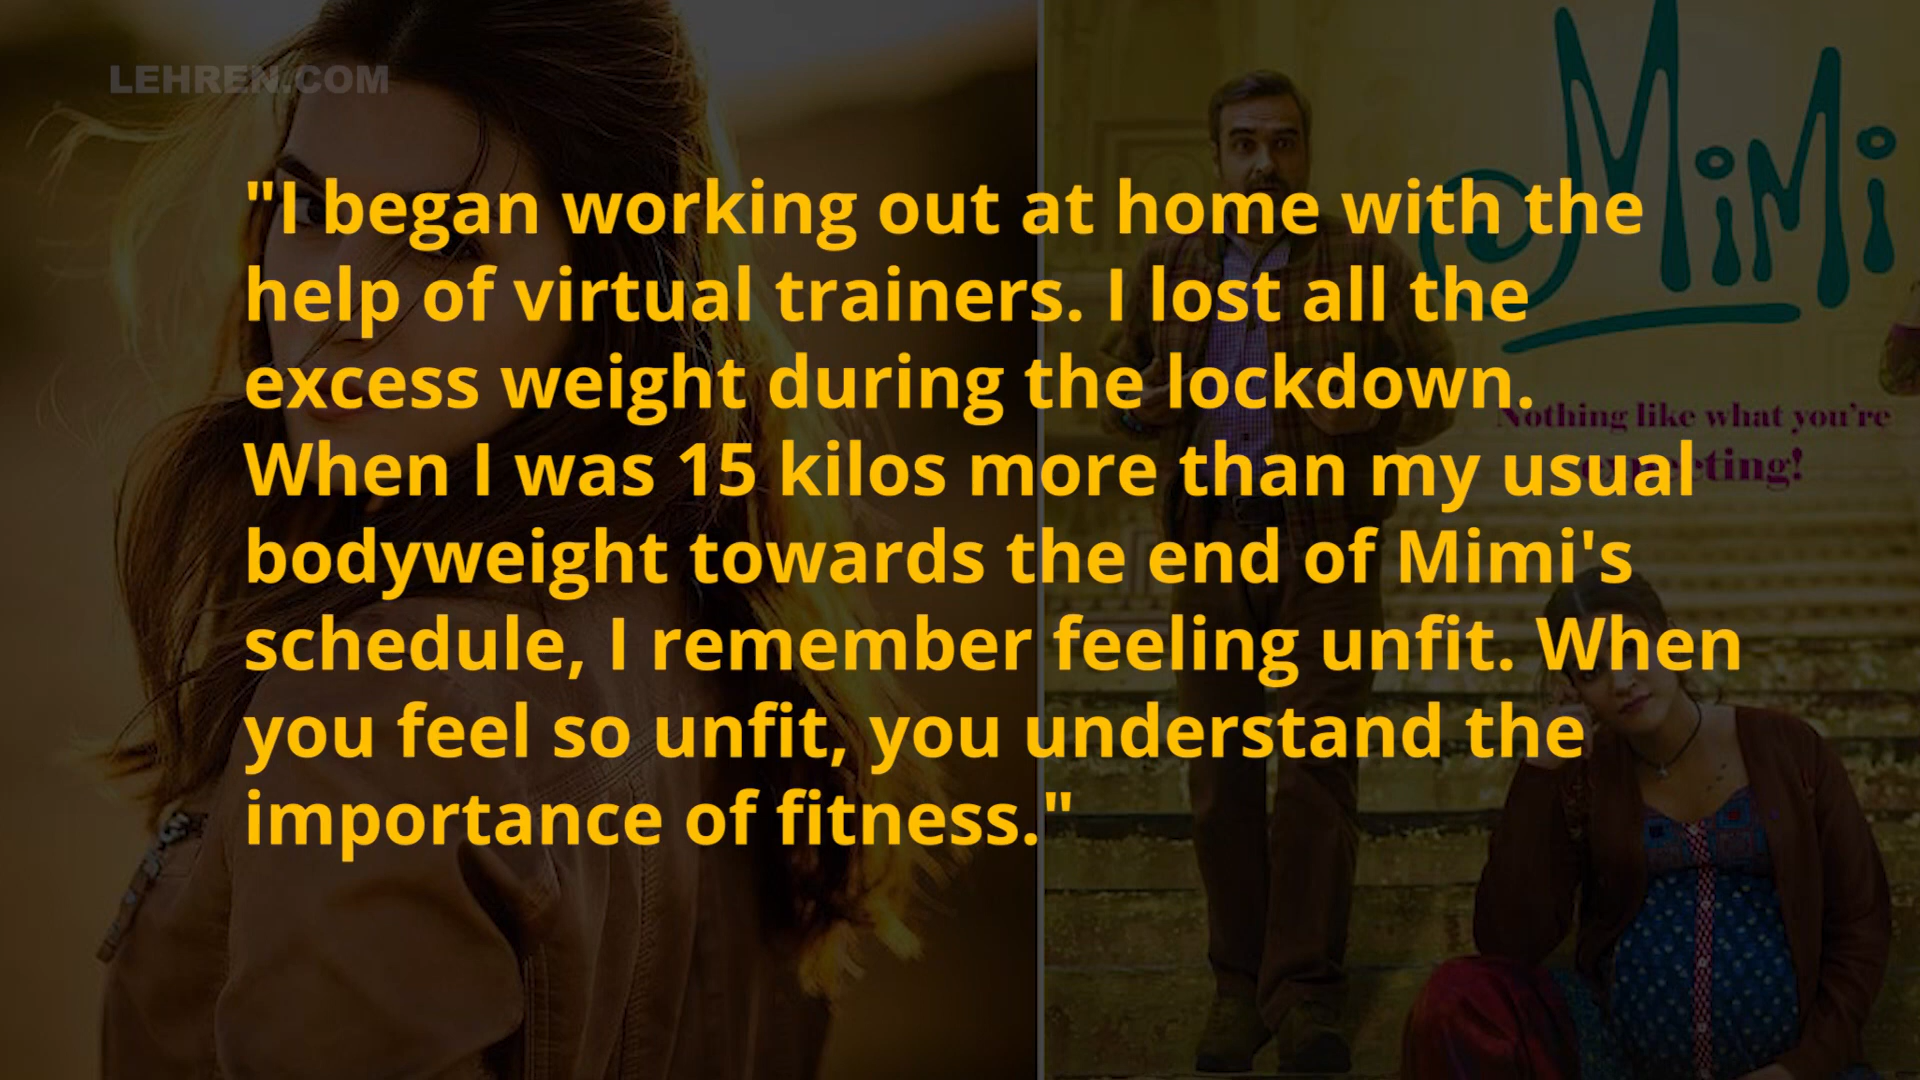 LEHREN.COM
MiMi
"I began working out at home with the
help of virtual trainers. I lost all the
excess weight during the lockdown.
When I was 15 kilos more than my usual
bodyweight towards the end of Mimi's
schedule, I remember feeling unfit. When
you feel so unfit, you understand the
importance of fitness."
Nothing like what you're